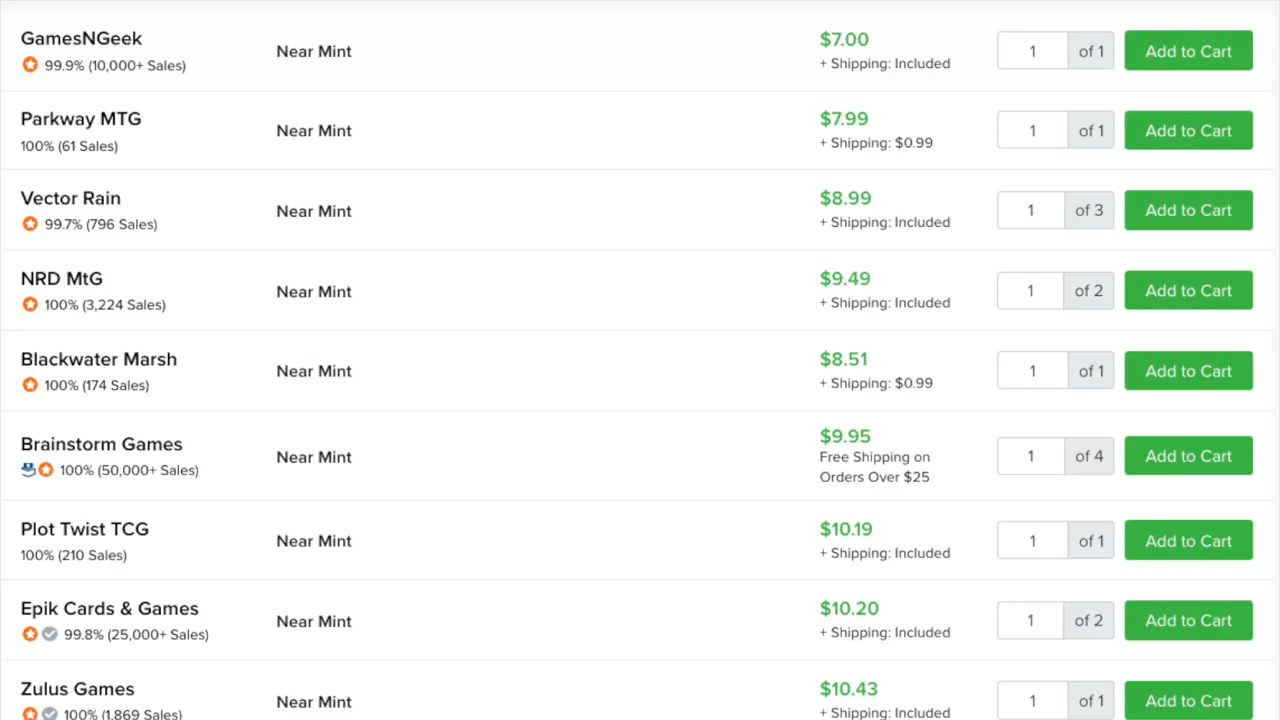 GamesNGeek
99.9% (10,000+ Sales)
Near Mint
$7.00
+ Shipping: Included
1 of 1
Add to Cart
Parkway MTG
100% (61 Sales)
Near Mint
$7.99
+ Shipping: $0.99
1 of 1
Add to Cart
Vector Rain
99.7% (796 Sales)
Near Mint
$8.99
+ Shipping: Included
1 of 3
Add to Cart
NRD MtG
100% (3,224 Sales)
Near Mint
$9.49
+ Shipping: Included
1 of 2
Add to Cart
Blackwater Marsh
100% (174 Sales)
Near Mint
$8.51
+ Shipping: $0.99
1 of 1
Add to Cart
Brainstorm Games
100% (50,000+ Sales)
Near Mint
$9.95
Free Shipping on
Orders Over $25
1 of 4
Add to Cart
Plot Twist TCG
100% (210 Sales)
Near Mint
$10.19
+ Shipping: Included
1 of 1
Add to Cart
Epik Cards & Games
99.8% (25,000+ Sales)
Near Mint
$10.20
+ Shipping: Included
1 of 2
Add to Cart
Zulus Games
100% (1,869 Sales)
Near Mint
$10.43
+ Shipping: Included
1 of 1
Add to Cart